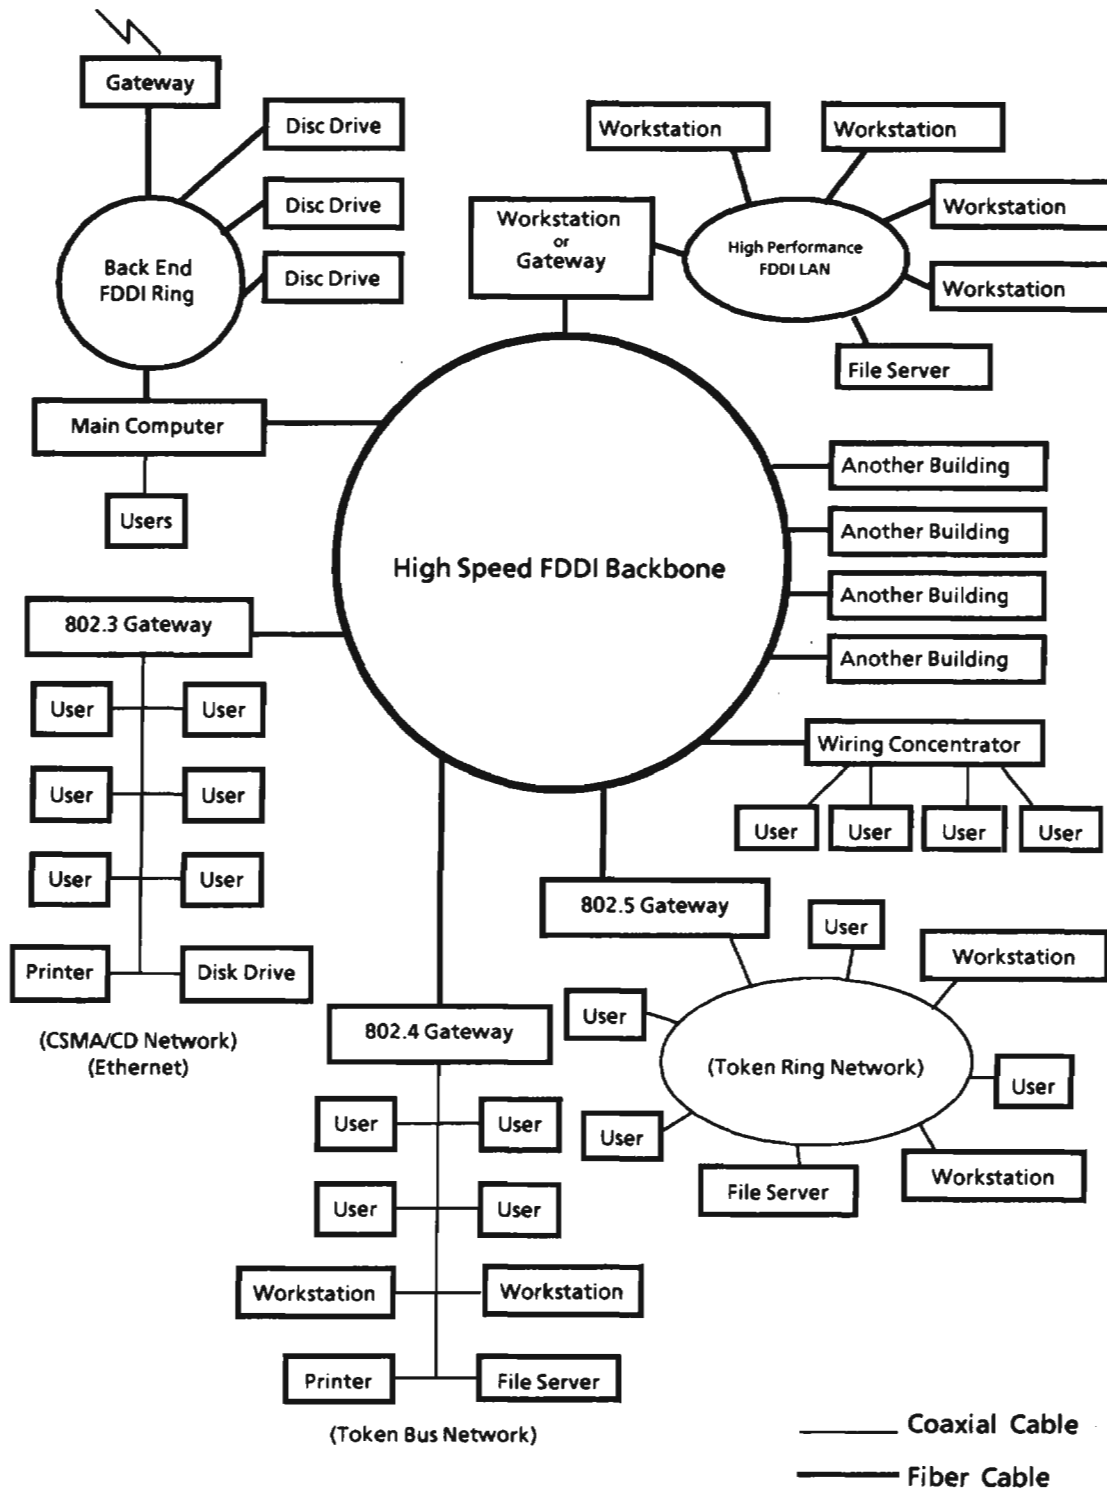 Gateway
Disc Drive
Disc Drive
Disc Drive
Back End
FDDI Ring
Main Computer
Users
Workstation
Workstation
Workstation
Workstation
Workstation
or
Gateway
High Performance
FDDI LAN
File Server
High Speed FDDI Backbone
Another Building
Another Building
Another Building
Another Building
Wiring Concentrator
User
User
User
User
802.3 Gateway
User
User
User
User
User
User
Printer
Disk Drive
(CSMA/CD Network)
(Ethernet)
802.4 Gateway
User
User
User
User
Workstation
Workstation
Printer
File Server
(Token Bus Network)
802.5 Gateway
User
Workstation
User
(Token Ring Network)
User
User
Workstation
File Server
Coaxial Cable
Fiber Cable